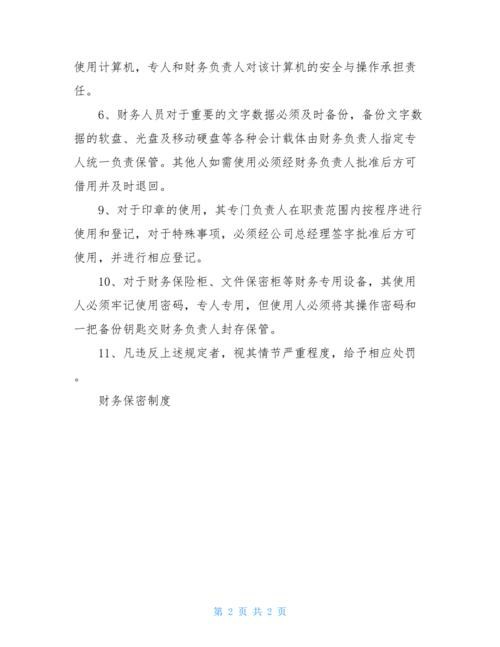 使用计算机，专人和财务负责人对该计算机的安全与操作承担责
任。
6、财务人员对于重要的文字数据必须及时备份，备份文字数
据的软盘、光盘及移动硬盘等各种会计载体由财务负责人指定专
人统一负责保管。其他人如需使用必须经财务负责人批准后方可
借用并及时退回。
9、对于印章的使用，其专门负责人在职责范围内按程序进行
使用和登记，对于特殊事项，必须经公司总经理签字批准后方可
使用，并进行相应登记。
10、对于财务保险柜、文件保密柜等财务专用设备，其使用
人必须牢记使用密码，专人专用，但使用人必须将其操作密码和
一把备份钥匙交财务负责人封存保管。
11、凡违反上述规定者，视其情节严重程度，给予相应处罚
。
财务保密制度
第 2 页 共 2 页